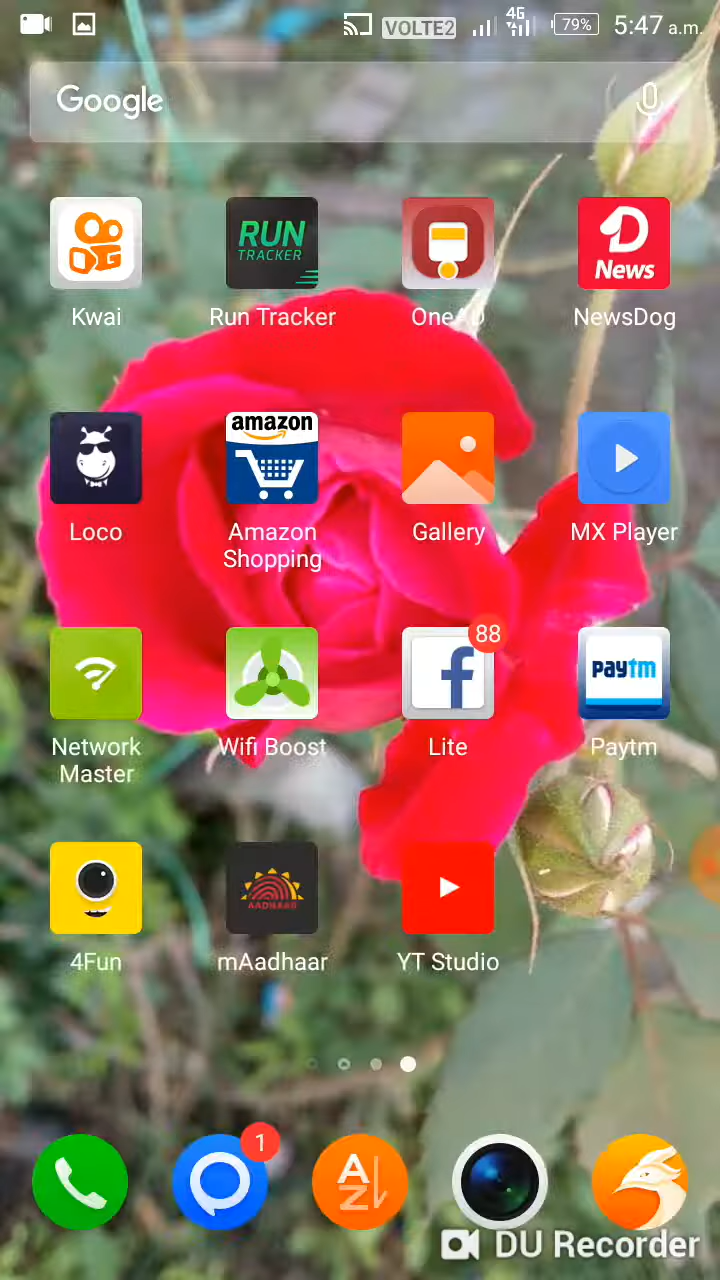 VOLTE2 4G 79% 5:47 a.m.
Google
RUN TRACKER
D News
Kwai Run Tracker OneAD NewsDog
amazon
Loco Amazon Shopping Gallery MX Player
88
paytm
Network Master Wifi Boost Lite Paytm
AADHAAR
4Fun mAadhaar YT Studio
1
A Z
DU Recorder